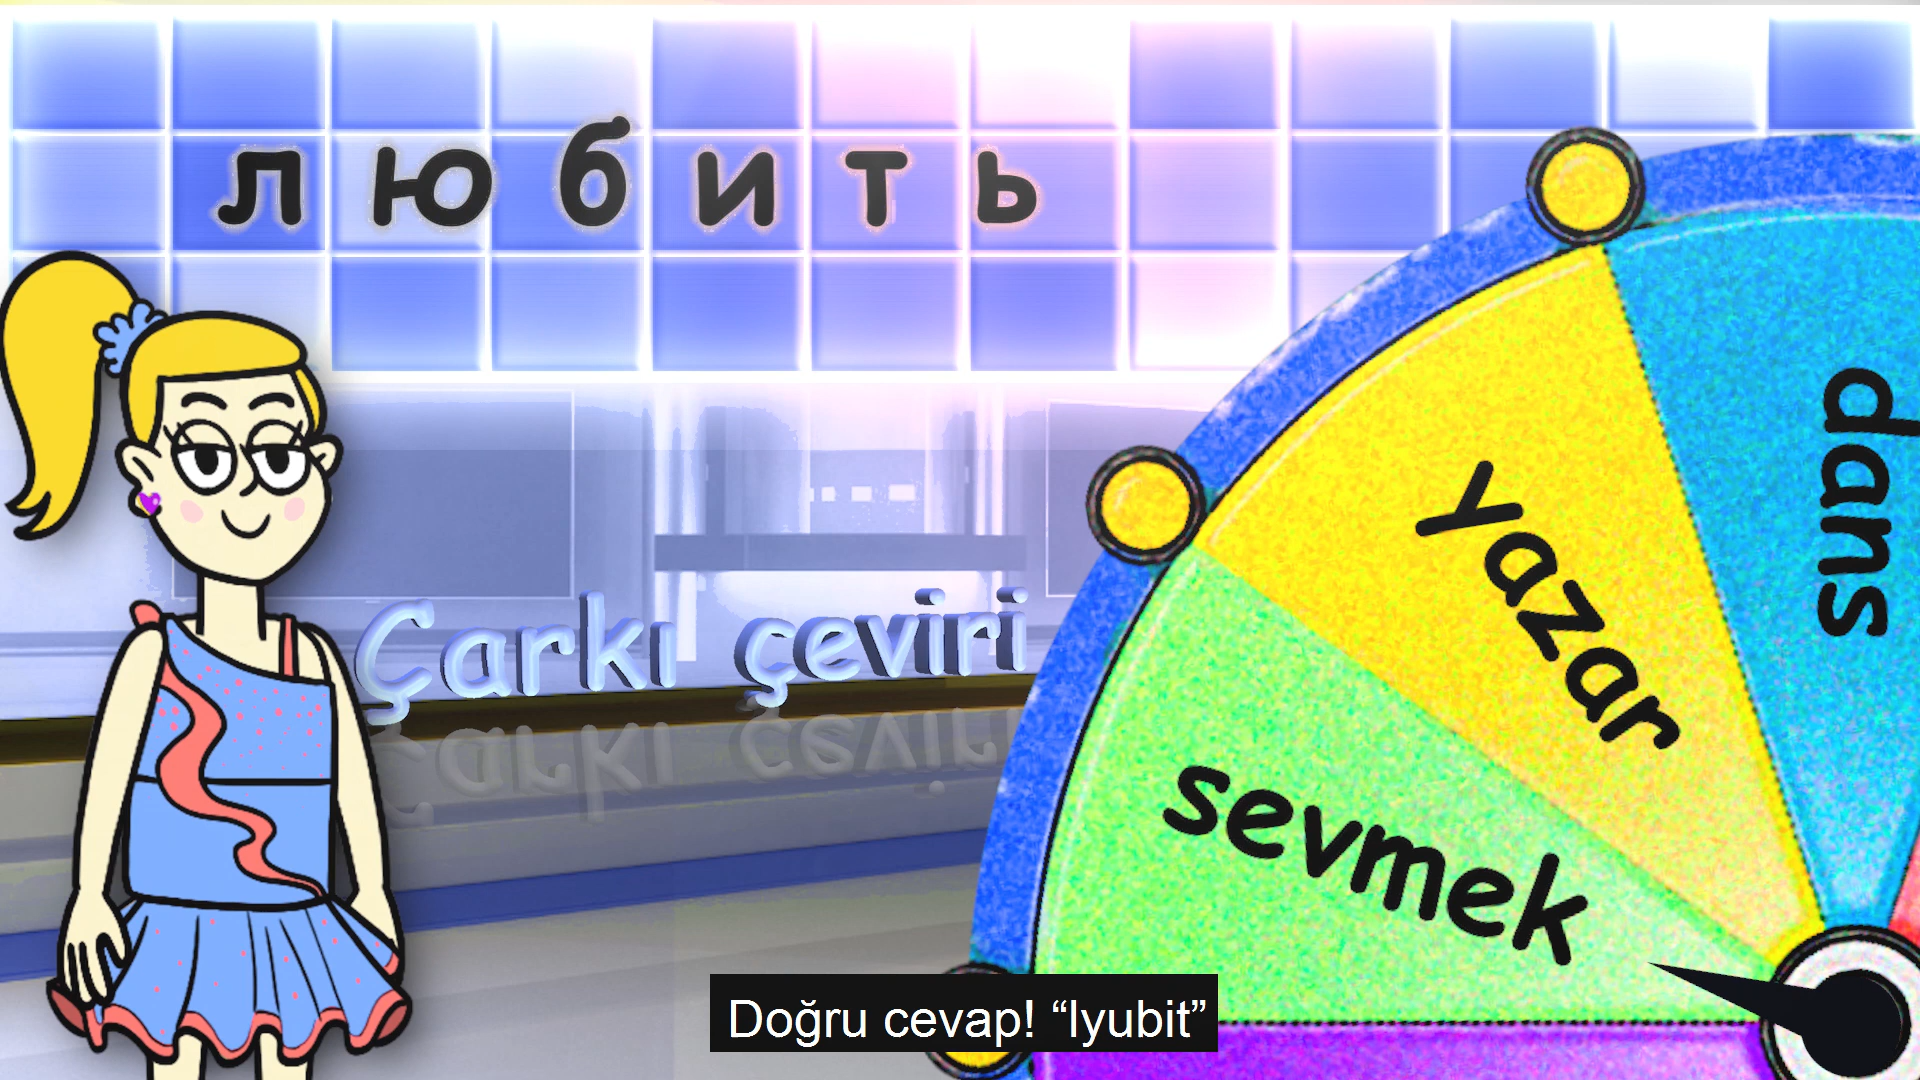 любить
dans
yazar
Çarkı çeviri
sevmek
Doğru cevap! “lyubit”